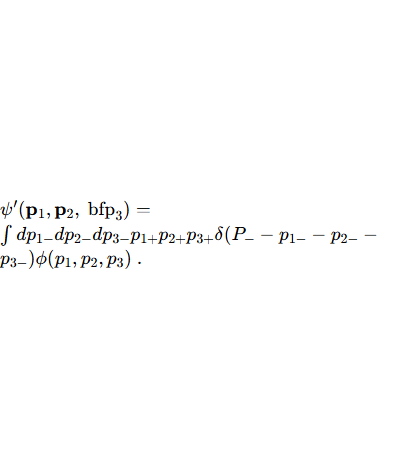 ψ′(𝐩₁, 𝐩₂, bfp₃) =
∫ dp₁₋dp₂₋dp₃₋p₁₊p₂₊p₃₊δ(P₋ − p₁₋ − p₂₋ −
p₃₋)ϕ(p₁, p₂, p₃) .